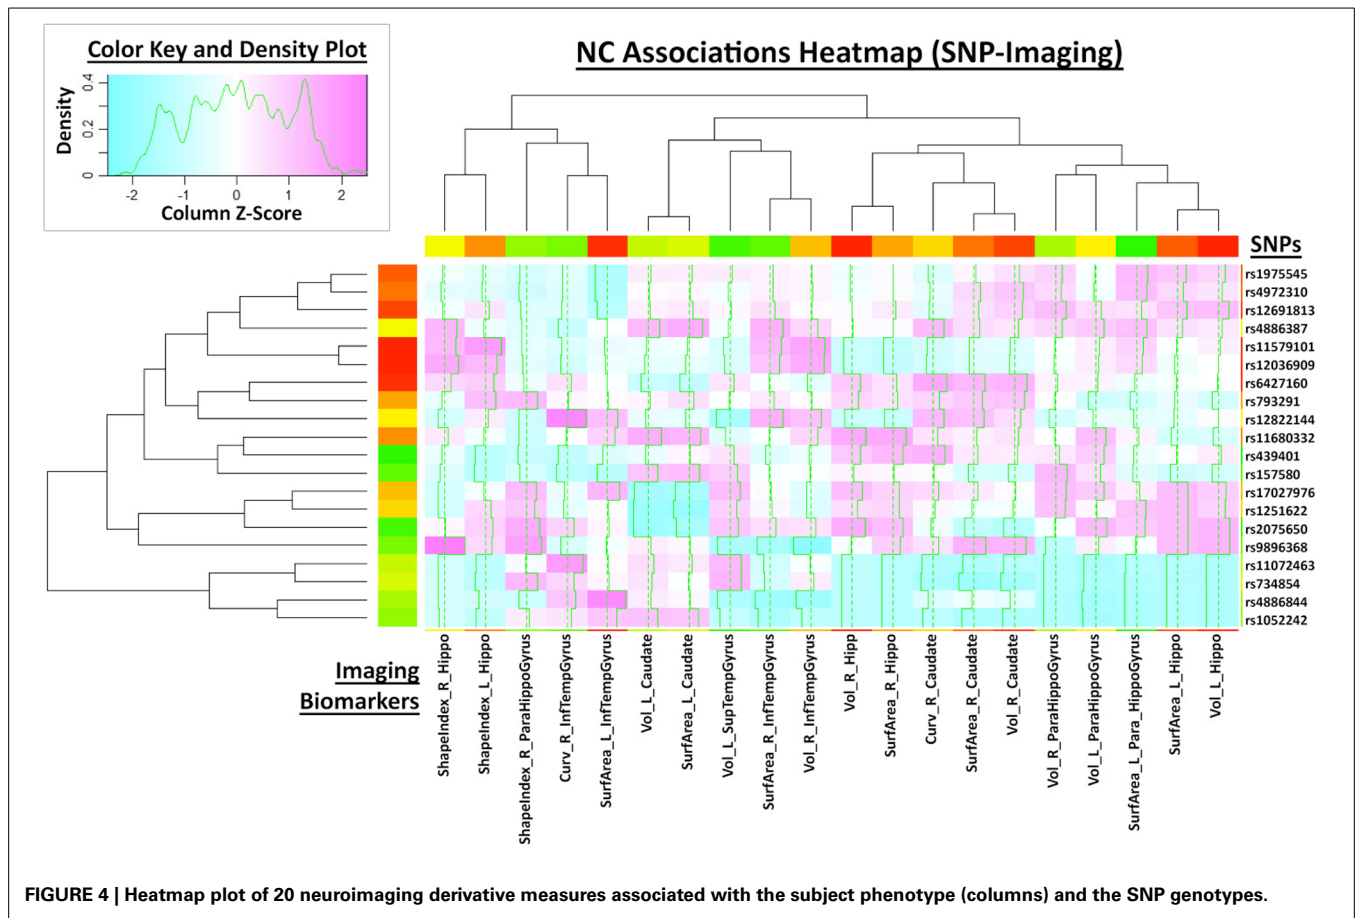 Color Key and Density Plot
NC Associations Heatmap (SNP-Imaging)
Density
0
0.2
0.4
-2
-1
0
1
2
Column Z-Score
SNPs
rs1975545
rs4972310
rs12691813
rs4886387
rs11579101
rs12036909
rs6427160
rs793291
rs12822144
rs11680332
rs439401
rs157580
rs17027976
rs1251622
rs2075650
rs9896368
rs11072463
rs734854
rs4886844
rs1052242
Imaging
Biomarkers
ShapeIndex_R_Hippo
ShapeIndex_L_Hippo
ShapeIndex_R_ParaHippoGyrus
Curv_R_InfTempGyrus
SurfArea_L_InfTempGyrus
Vol_L_Caudate
SurfArea_L_Caudate
Vol_L_SupTempGyrus
SurfArea_R_InfTempGyrus
Vol_R_InfTempGyrus
Vol_R_Hipp
SurfArea_R_Hippo
Curv_R_Caudate
SurfArea_R_Caudate
Vol_R_Caudate
Vol_R_ParaHippoGyrus
Vol_L_ParaHippoGyrus
SurfArea_L_Para_HippoGyrus
SurfArea_L_Hippo
Vol_L_Hippo
FIGURE 4 | Heatmap plot of 20 neuroimaging derivative measures associated with the subject phenotype (columns) and the SNP genotypes.